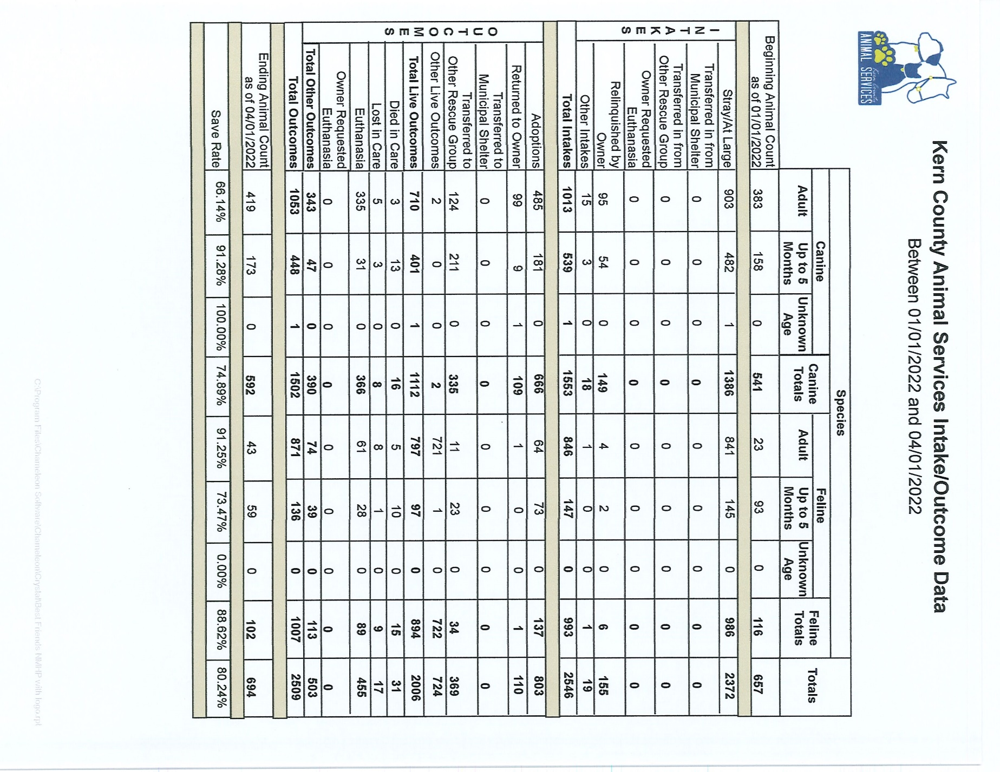 Kern County
ANIMAL SERVICES
Kern County Animal Services Intake/Outcome Data
Between 01/01/2022 and 04/01/2022
Species
Canine Canine Totals Feline Feline Totals Totals
Adult Up to 5 Months Unknown Age Adult Up to 5 Months Unknown Age
Beginning Animal Count as of 01/01/2022 383 158 0 541 23 93 0 116 657
INTAKES
Stray/At Large 903 482 1 1386 841 145 0 986 2372
Transferred in from Municipal Shelter 0 0 0 0 0 0 0 0 0
Transferred in from Other Rescue Group 0 0 0 0 0 0 0 0 0
Owner Requested Euthanasia 0 0 0 0 0 0 0 0 0
Relinquished by Owner 95 54 0 149 4 2 0 6 155
Other Intakes 15 3 0 18 1 0 0 1 19
Total Intakes 1013 539 1 1553 846 147 0 993 2546
OUTCOMES
Adoptions 485 181 0 666 64 73 0 137 803
Returned to Owner 99 9 1 109 1 0 0 1 110
Transferred to Municipal Shelter 0 0 0 0 0 0 0 0 0
Transferred to Other Rescue Group 124 211 0 335 11 23 0 34 369
Other Live Outcomes 2 0 0 2 721 1 0 722 724
Total Live Outcomes 710 401 1 1112 797 97 0 894 2006
Died in Care 3 13 0 16 5 10 0 15 31
Lost in Care 5 3 0 8 8 1 0 9 17
Euthanasia 335 31 0 366 61 28 0 89 455
Owner Requested Euthanasia 0 0 0 0 0 0 0 0 0
Total Other Outcomes 343 47 0 390 74 39 0 113 503
Total Outcomes 1053 448 1 1502 871 136 0 1007 2509
Ending Animal Count as of 04/01/2022 419 173 0 592 43 59 0 102 694
Save Rate 66.14% 91.28% 100.00% 74.89% 91.25% 73.47% 0.00% 88.62% 80.24%
C:\Program Files\Chameleon Software\Chameleon\Crystal\Best Friends NMHP with logo.rpt